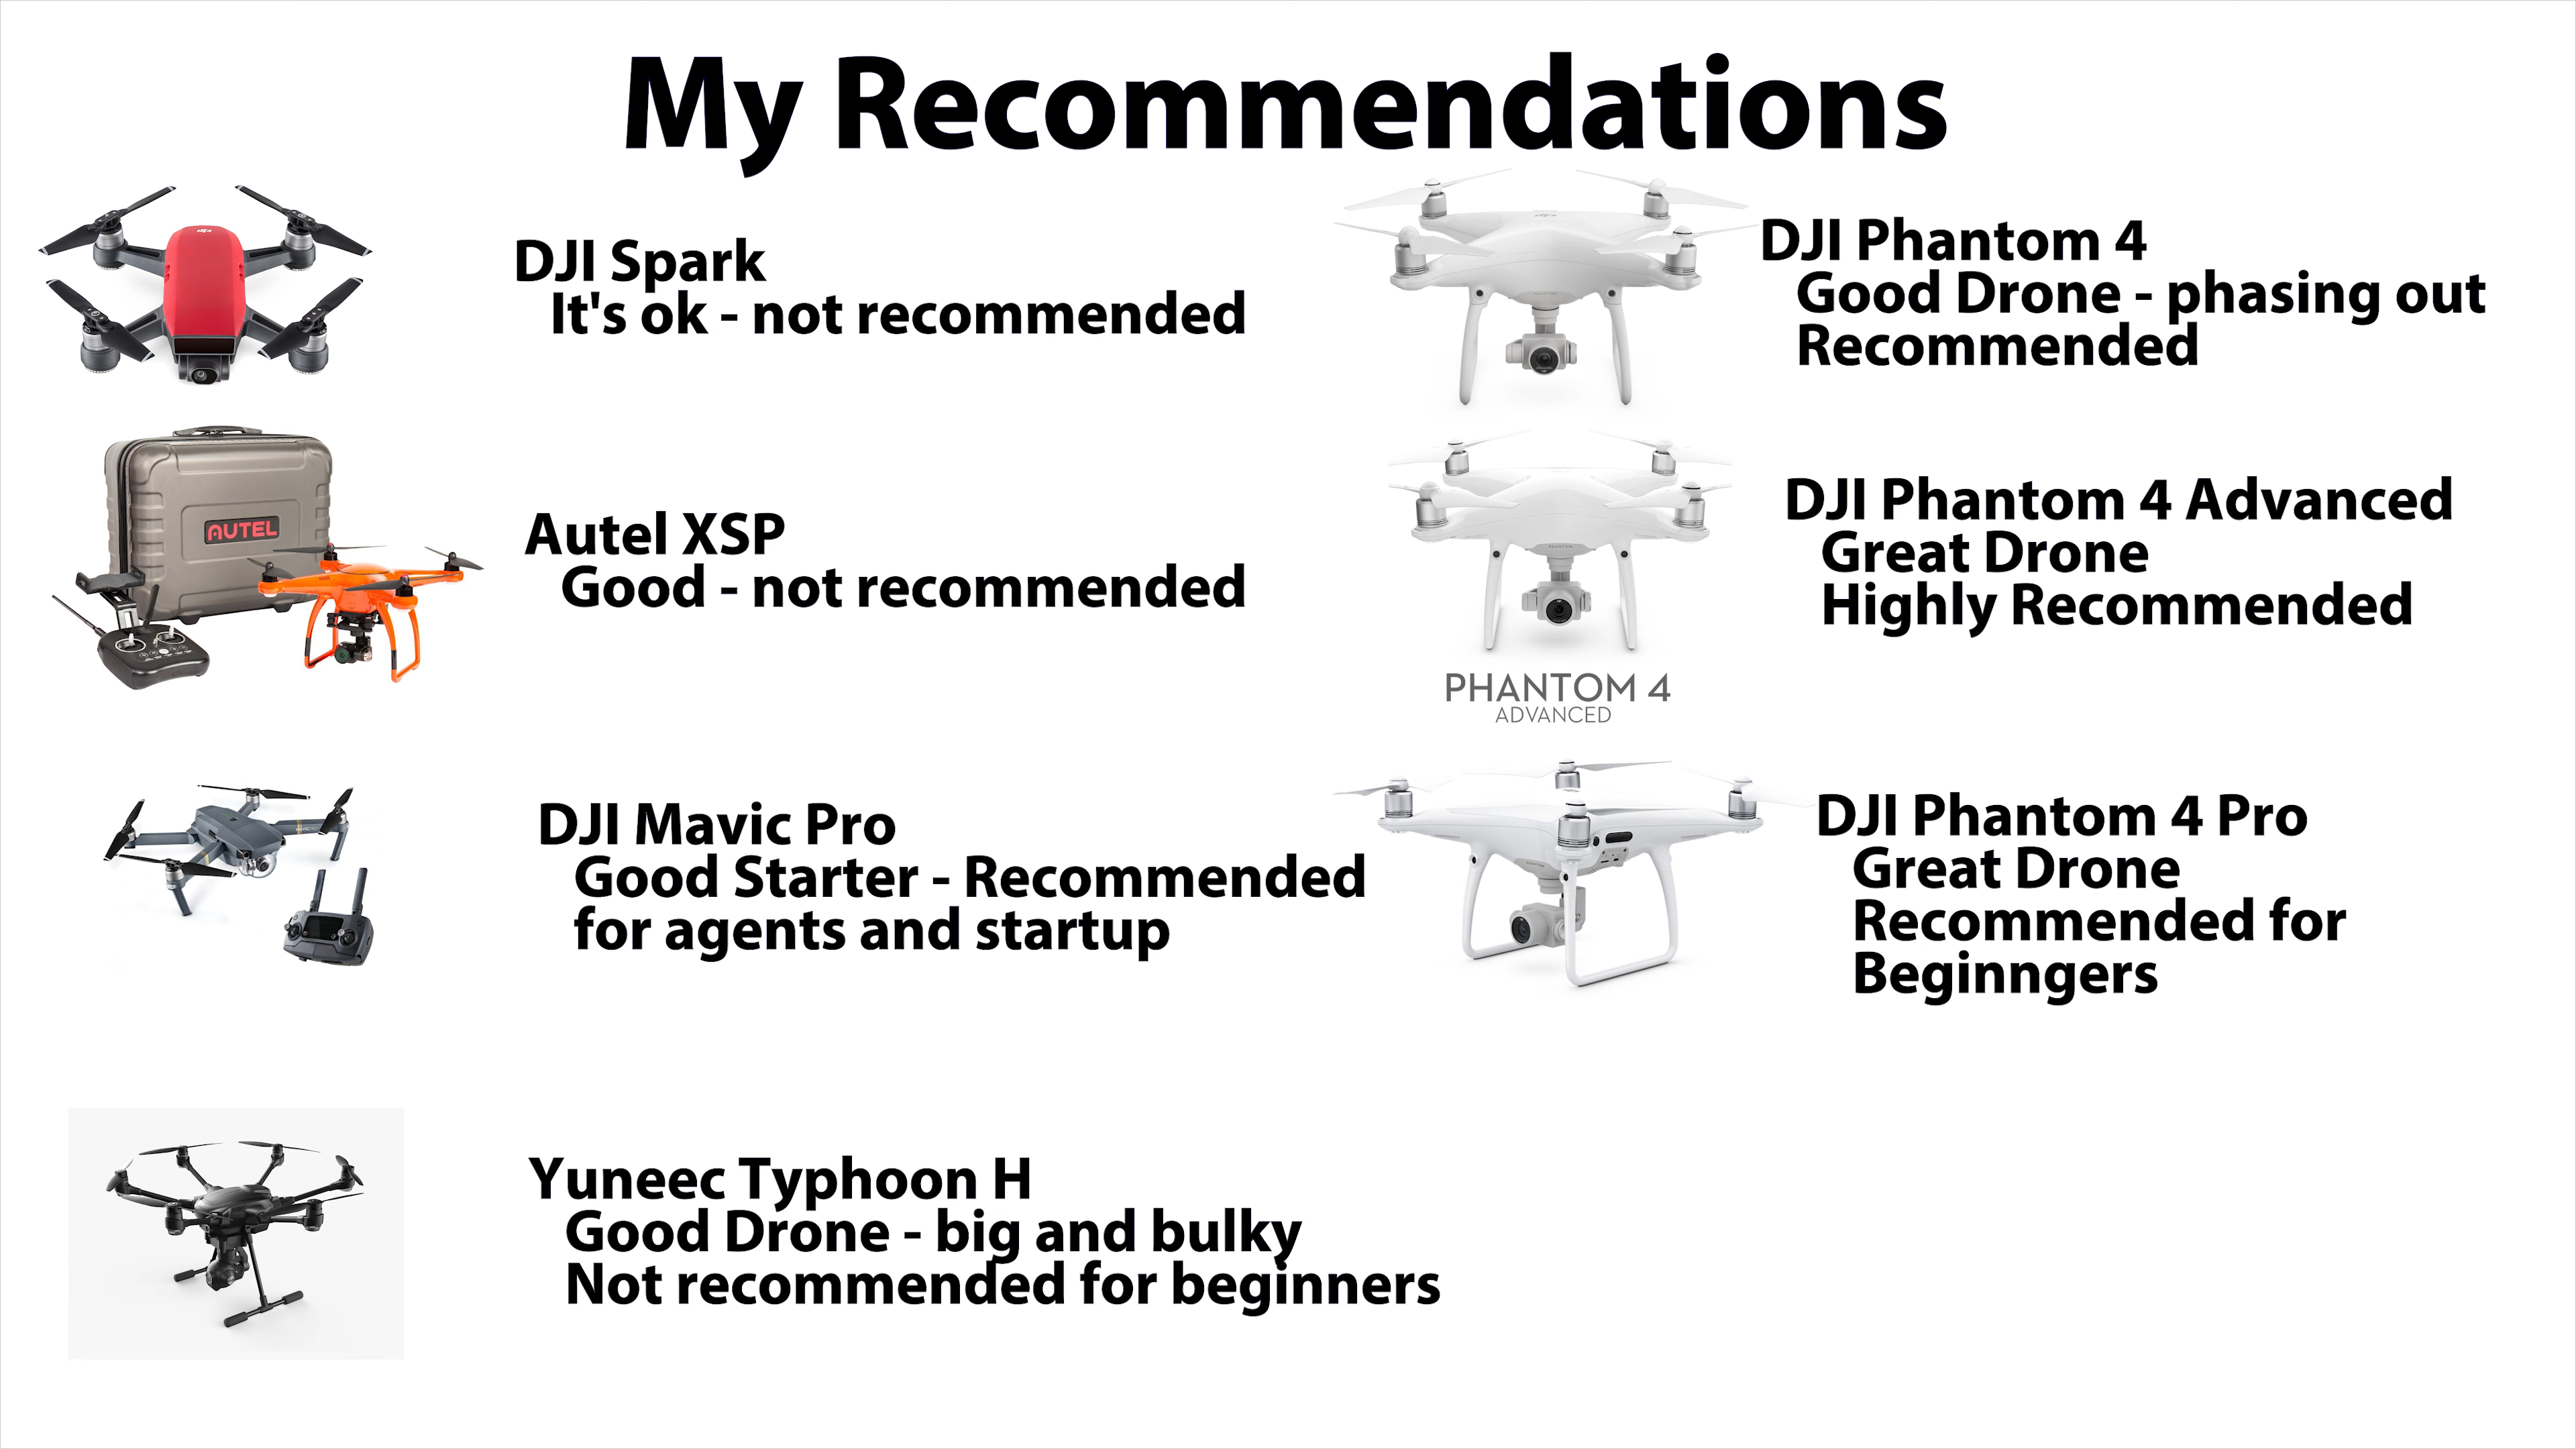 My Recommendations
DJI Spark
It's ok - not recommended
AUTEL
Autel XSP
Good - not recommended
DJI Mavic Pro
Good Starter - Recommended
for agents and startup
Yuneec Typhoon H
Good Drone - big and bulky
Not recommended for beginners
DJI Phantom 4
Good Drone - phasing out
Recommended
DJI Phantom 4 Advanced
Great Drone
Highly Recommended
PHANTOM 4
ADVANCED
DJI Phantom 4 Pro
Great Drone
Recommended for
Beginngers